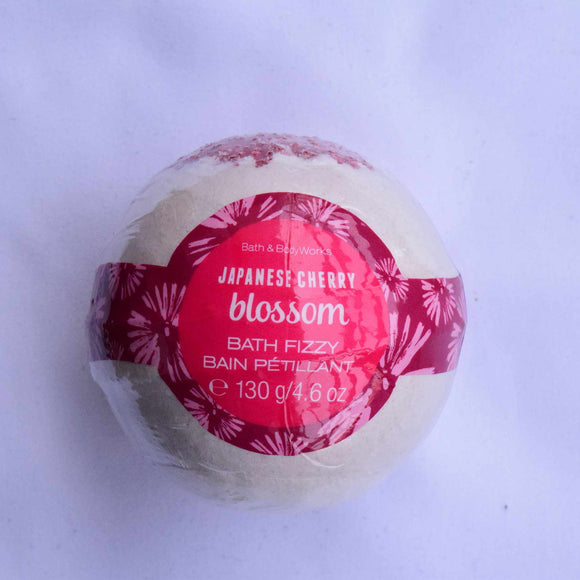 Bath & BodyWorks
JAPANESE CHERRY
blossom
BATH FIZZY
BAIN PÉTILLANT
℮ 130 g/4.6 oz